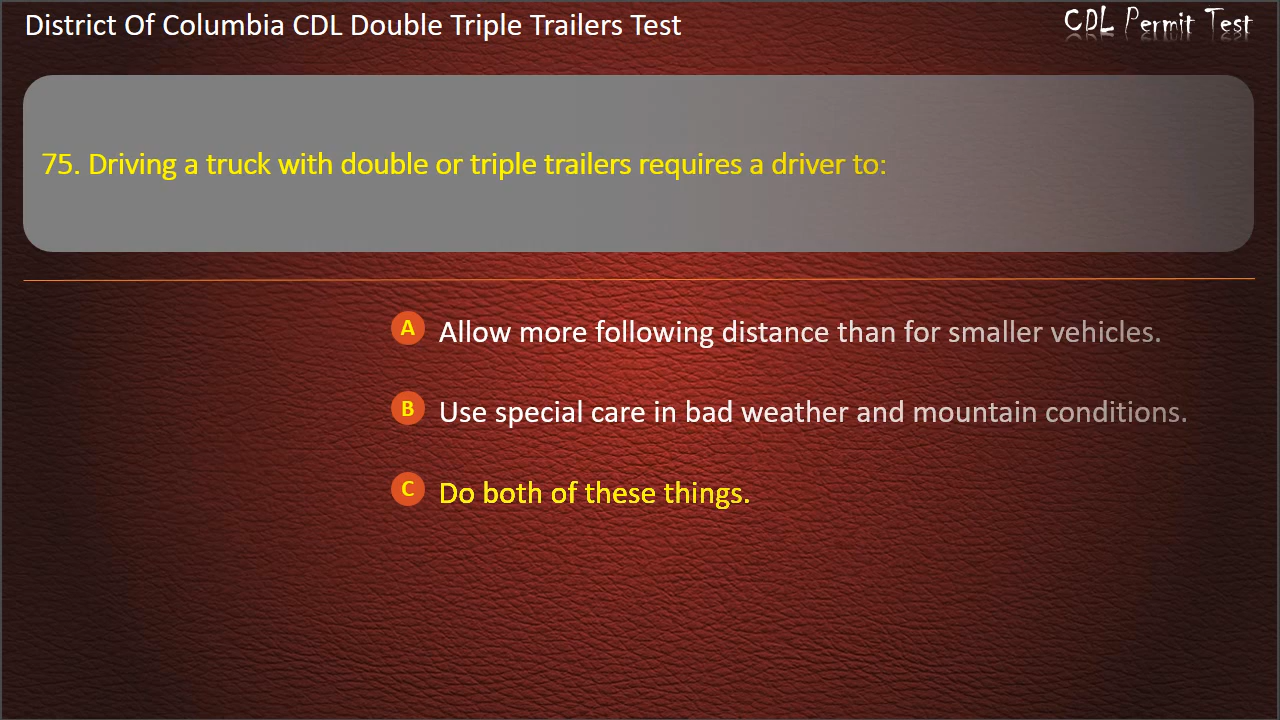 District Of Columbia CDL Double Triple Trailers Test
CDL Permit Test
75. Driving a truck with double or triple trailers requires a driver to:
A Allow more following distance than for smaller vehicles.
B Use special care in bad weather and mountain conditions.
C Do both of these things.